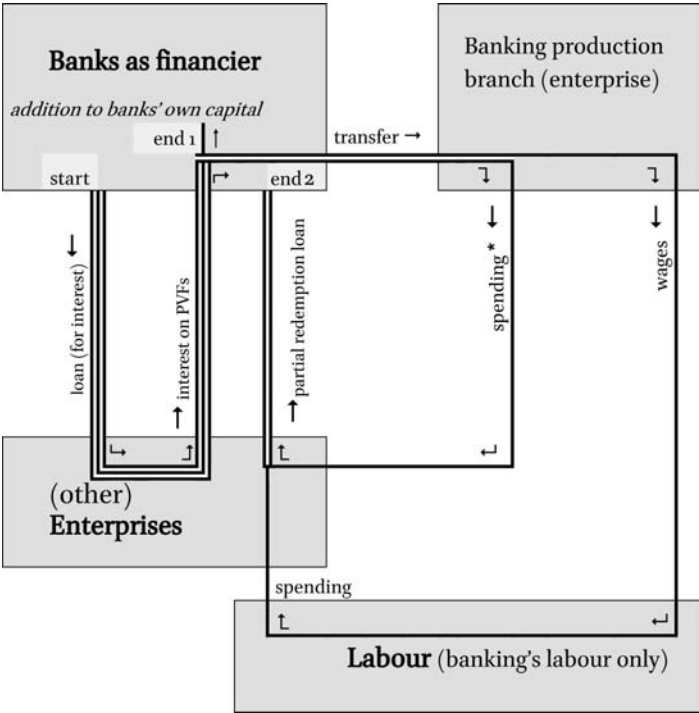 Banks as financier
addition to banks' own capital
end 1 ↑
start
end 2
transfer →
Banking production
branch (enterprise)
loan (for interest)
interest on PVFs
partial redemption loan
spending *
wages
(other)
Enterprises
spending
Labour (banking's labour only)